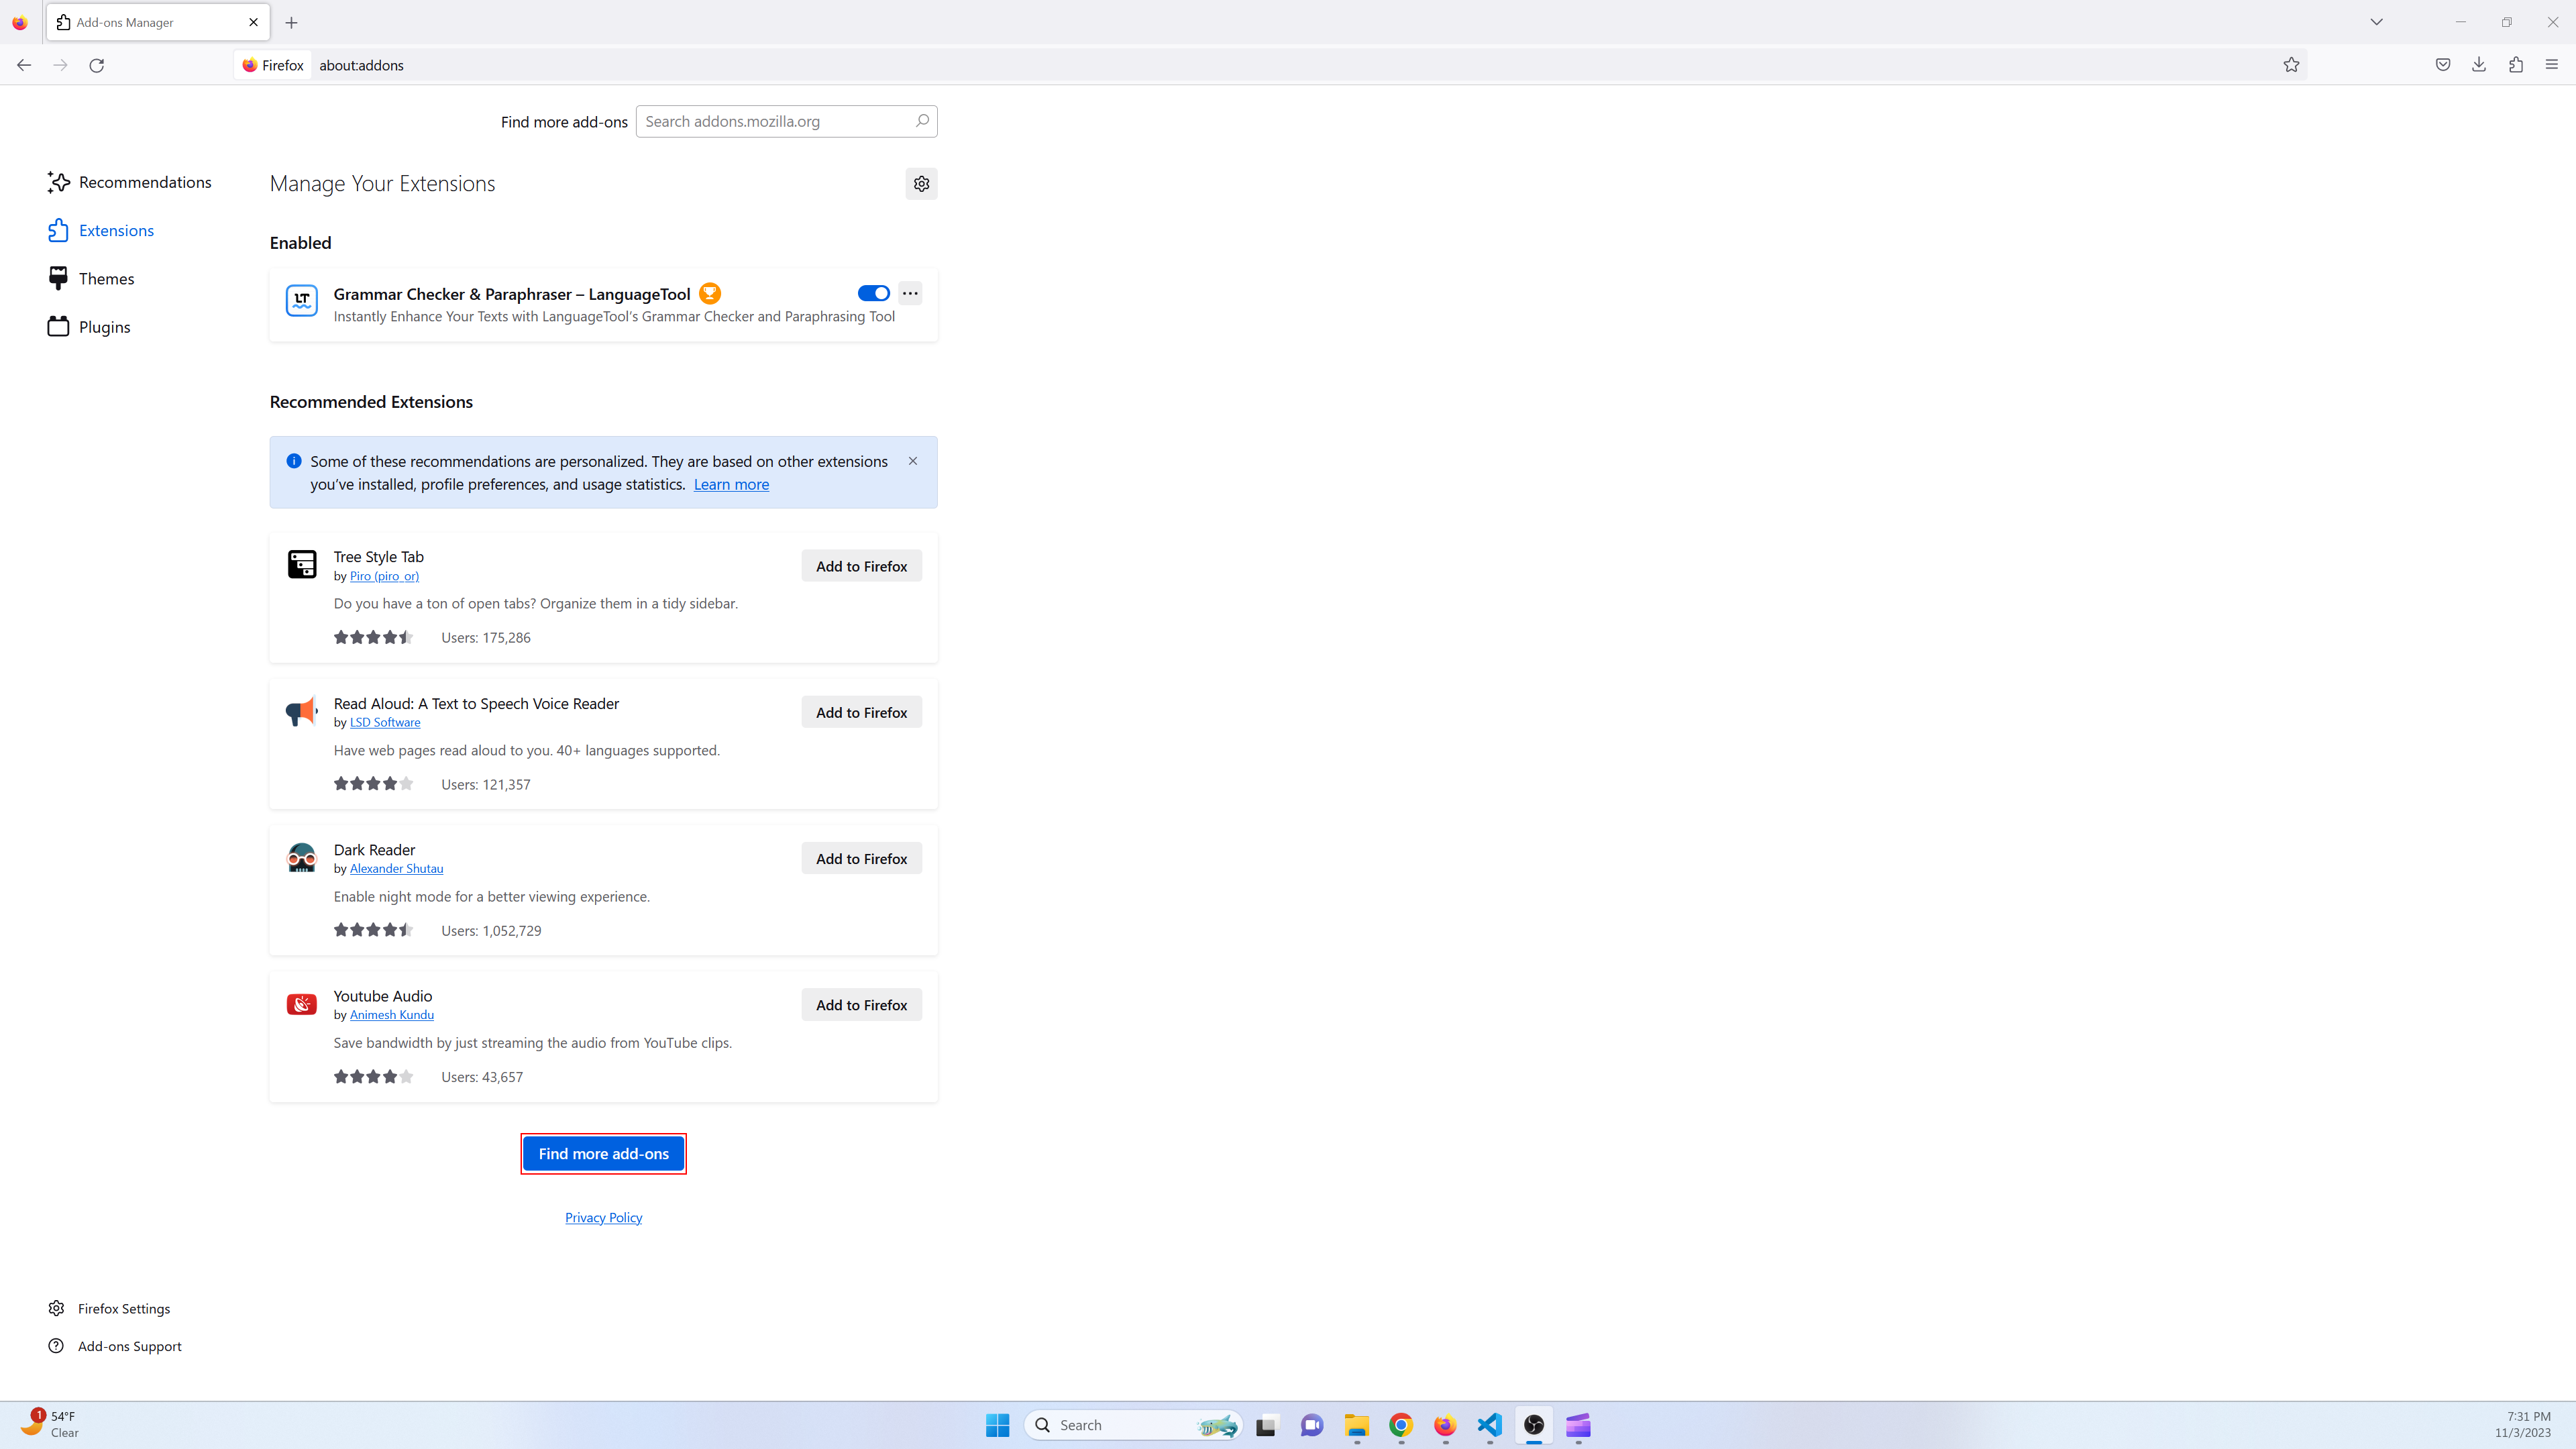 Add-ons Manager
Firefox
about:addons
Find more add-ons
Search addons.mozilla.org
Recommendations
Extensions
Themes
Plugins
Manage Your Extensions
Enabled
LT
Grammar Checker & Paraphraser – LanguageTool
Instantly Enhance Your Texts with LanguageTool's Grammar Checker and Paraphrasing Tool
Recommended Extensions
Some of these recommendations are personalized. They are based on other extensions
you've installed, profile preferences, and usage statistics. Learn more
Tree Style Tab
by Piro (piro_or)
Add to Firefox
Do you have a ton of open tabs? Organize them in a tidy sidebar.
Users: 175,286
Read Aloud: A Text to Speech Voice Reader
by LSD Software
Add to Firefox
Have web pages read aloud to you. 40+ languages supported.
Users: 121,357
Dark Reader
by Alexander Shutau
Add to Firefox
Enable night mode for a better viewing experience.
Users: 1,052,729
Youtube Audio
by Animesh Kundu
Add to Firefox
Save bandwidth by just streaming the audio from YouTube clips.
Users: 43,657
Find more add-ons
Privacy Policy
Firefox Settings
Add-ons Support
1
54°F
Clear
Search
7:31 PM
11/3/2023